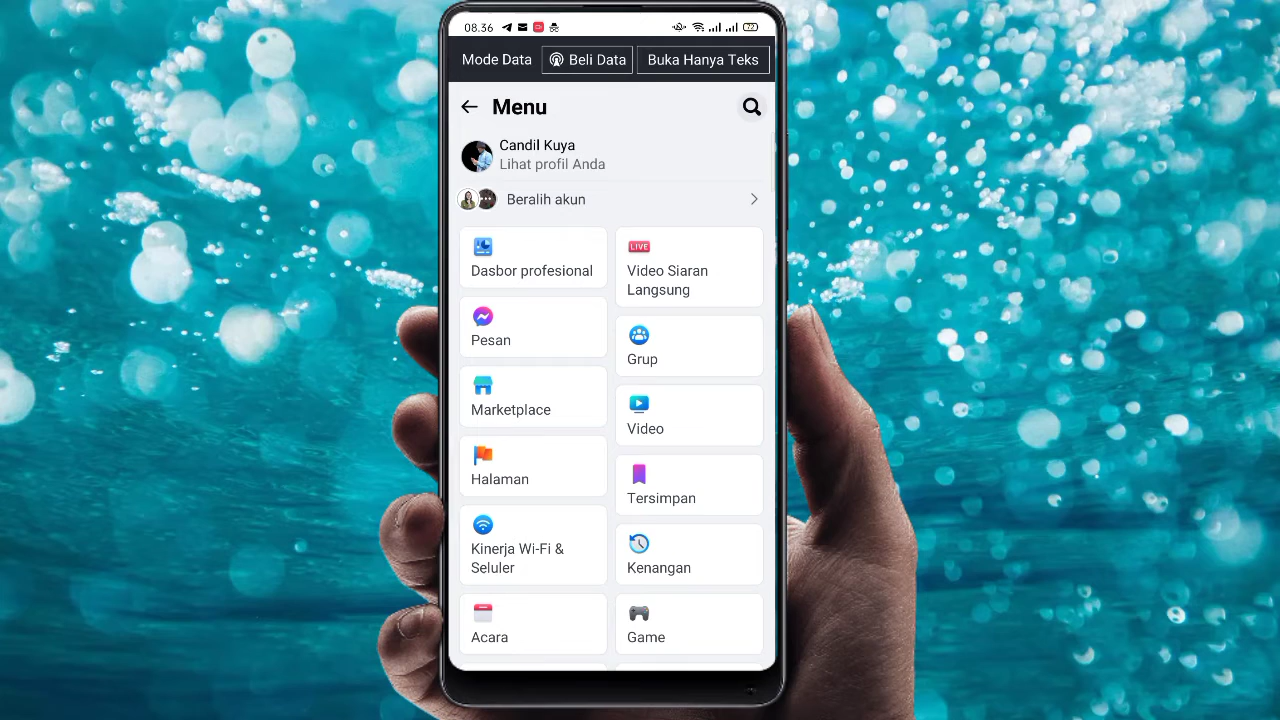 08.36
72
Mode Data
Beli Data
Buka Hanya Teks
Menu
Candil Kuya
Lihat profil Anda
Beralih akun
Dasbor profesional
LIVE
Video Siaran
Langsung
Pesan
Grup
Marketplace
Video
Halaman
Tersimpan
Kinerja Wi-Fi &
Seluler
Kenangan
Acara
Game